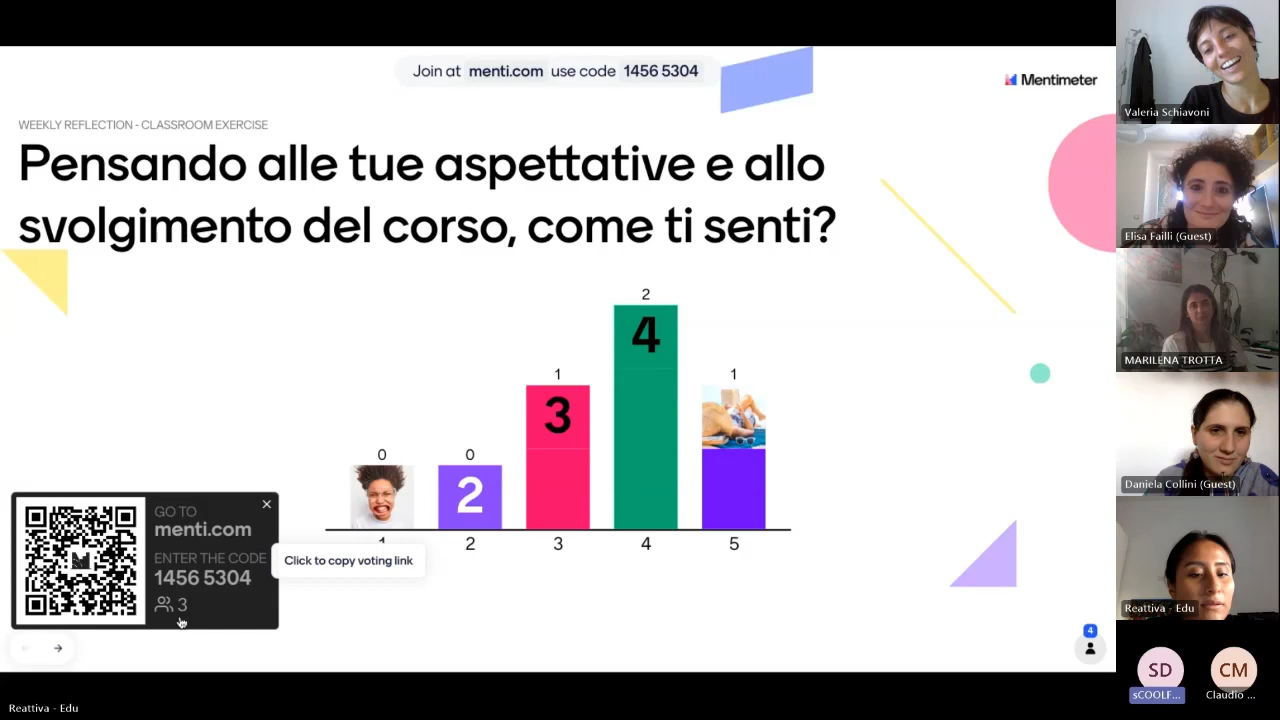 Join at menti.com use code 1456 5304
Mentimeter
WEEKLY REFLECTION - CLASSROOM EXERCISE
Pensando alle tue aspettative e allo
svolgimento del corso, come ti senti?
0
0
1
2
1
2
3
4
1
2
3
4
5
GO TO
menti.com
ENTER THE CODE
1456 5304
3
Click to copy voting link
4
Reattiva - Edu
Valeria Schiavoni
Elisa Failli (Guest)
MARILENA TROTTA
Daniela Collini (Guest)
Reattiva - Edu
SD
sCOOLF...
CM
Claudio ...